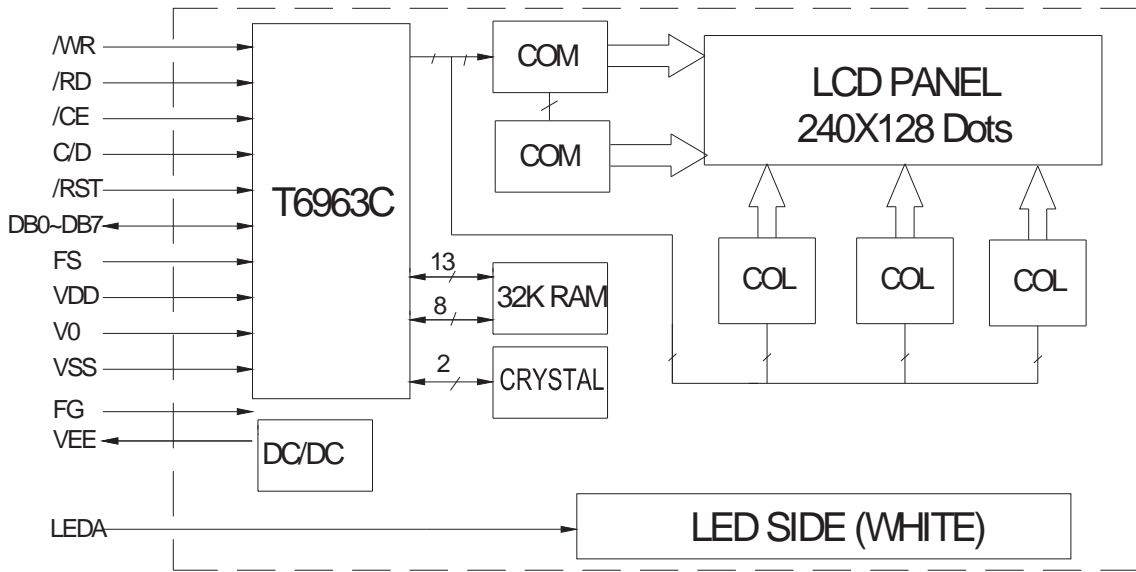 /WR
/RD
/CE
C/D
/RST
DB0~DB7
FS
VDD
V0
VSS
FG
VEE
LEDA
T6963C
DC/DC
COM
COM
LCD PANEL
240X128 Dots
13
8
32K RAM
2
CRYSTAL
COL
COL
COL
LED SIDE (WHITE)